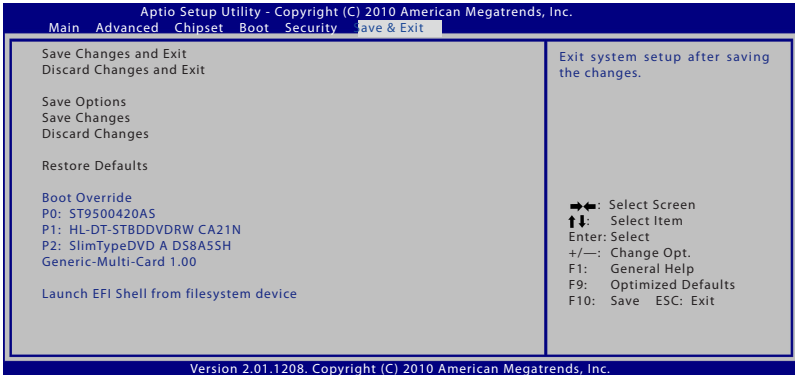 Aptio Setup Utility - Copyright (C) 2010 American Megatrends, Inc.
Main Advanced Chipset Boot Security Save & Exit
Save Changes and Exit
Discard Changes and Exit
Save Options
Save Changes
Discard Changes
Restore Defaults
Boot Override
P0: ST9500420AS
P1: HL-DT-STBDDVDRW CA21N
P2: SlimTypeDVD A DS8A5SH
Generic-Multi-Card 1.00
Launch EFI Shell from filesystem device
Exit system setup after saving
the changes.
➡⬅: Select Screen
⬆⬇: Select Item
Enter: Select
+/—: Change Opt.
F1: General Help
F9: Optimized Defaults
F10: Save ESC: Exit
Version 2.01.1208. Copyright (C) 2010 American Megatrends, Inc.